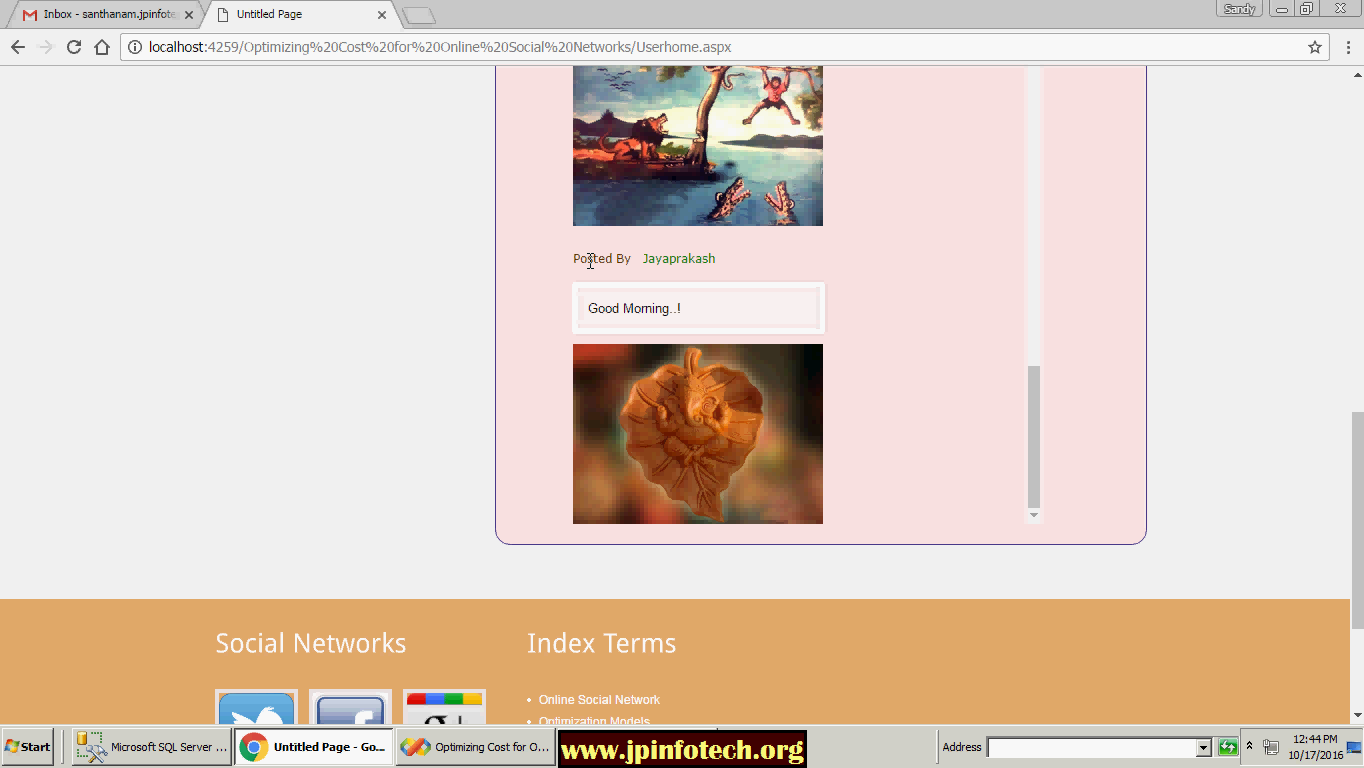 Inbox - santhanam.jpinfote
Untitled Page
Sandy
localhost:4259/Optimizing%20Cost%20for%20Online%20Social%20Networks/Userhome.aspx
Posted By Jayaprakash
Good Morning..!
Social Networks
Index Terms
Online Social Network
Optimization Models
Start
Microsoft SQL Server ...
Untitled Page - Go...
Optimizing Cost for O...
www.jpinfotech.org
Address
12:44 PM
10/17/2016